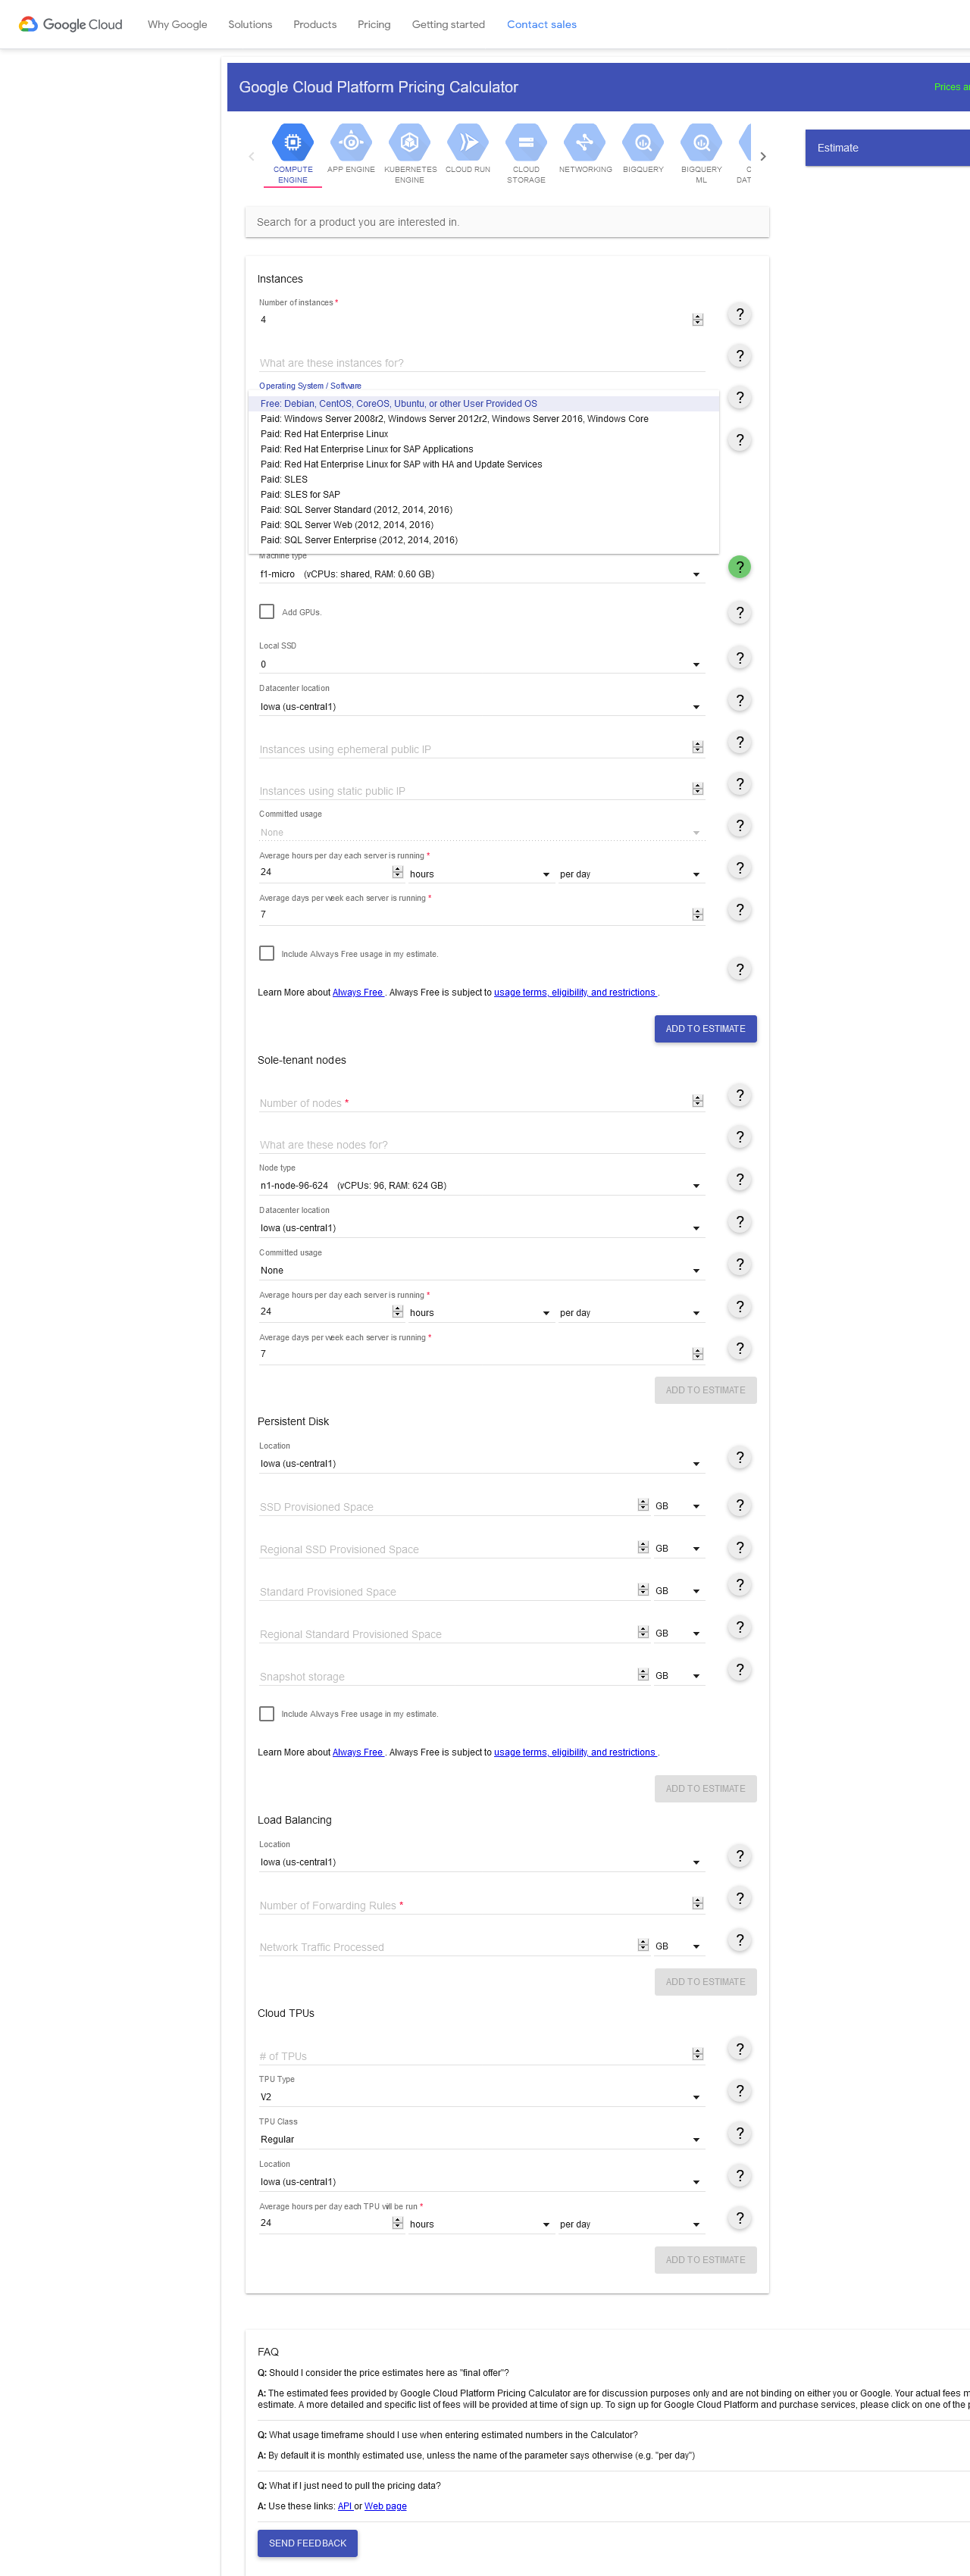 Google Cloud Why Google Solutions Products Pricing Getting started Contact sales
Google Cloud Platform Pricing Calculator Prices
COMPUTE ENGINE
APP ENGINE
KUBERNETES ENGINE
CLOUD RUN
CLOUD STORAGE
NETWORKING
BIGQUERY
BIGQUERY ML
Estimate
Search for a product you are interested in.
Instances
Number of instances *
4
?
What are these instances for?
?
Operating System / Software
?
Free: Debian, CentOS, CoreOS, Ubuntu, or other User Provided OS
Paid: Windows Server 2008r2, Windows Server 2012r2, Windows Server 2016, Windows Core
Paid: Red Hat Enterprise Linux
?
Paid: Red Hat Enterprise Linux for SAP Applications
Paid: Red Hat Enterprise Linux for SAP with HA and Update Services
Paid: SLES
Paid: SLES for SAP
Paid: SQL Server Standard (2012, 2014, 2016)
Paid: SQL Server Web (2012, 2014, 2016)
Paid: SQL Server Enterprise (2012, 2014, 2016)
Machine type
f1-micro (vCPUs: shared, RAM: 0.60 GB)
?
Add GPUs.
?
Local SSD
0
?
Datacenter location
Iowa (us-central1)
?
Instances using ephemeral public IP
?
Instances using static public IP
?
Committed usage
None
?
Average hours per day each server is running *
24 hours per day
?
Average days per week each server is running *
7
?
Include Always Free usage in my estimate.
?
Learn More about Always Free . Always Free is subject to usage terms, eligibility, and restrictions .
ADD TO ESTIMATE
Sole-tenant nodes
Number of nodes *
?
What are these nodes for?
?
Node type
n1-node-96-624 (vCPUs: 96, RAM: 624 GB)
?
Datacenter location
Iowa (us-central1)
?
Committed usage
None
?
Average hours per day each server is running *
24 hours per day
?
Average days per week each server is running *
7
?
ADD TO ESTIMATE
Persistent Disk
Location
Iowa (us-central1)
?
SSD Provisioned Space GB
?
Regional SSD Provisioned Space GB
?
Standard Provisioned Space GB
?
Regional Standard Provisioned Space GB
?
Snapshot storage GB
?
Include Always Free usage in my estimate.
Learn More about Always Free . Always Free is subject to usage terms, eligibility, and restrictions .
ADD TO ESTIMATE
Load Balancing
Location
Iowa (us-central1)
?
Number of Forwarding Rules *
?
Network Traffic Processed GB
?
ADD TO ESTIMATE
Cloud TPUs
# of TPUs
?
TPU Type
V2
?
TPU Class
Regular
?
Location
Iowa (us-central1)
?
Average hours per day each TPU will be run *
24 hours per day
?
ADD TO ESTIMATE
FAQ
Q: Should I consider the price estimates here as "final offer"?
A: The estimated fees provided by Google Cloud Platform Pricing Calculator are for discussion purposes only and are not binding on either you or Google. Your actual fees
estimate. A more detailed and specific list of fees will be provided at time of sign up. To sign up for Google Cloud Platform and purchase services, please click on one of the
Q: What usage timeframe should I use when entering estimated numbers in the Calculator?
A: By default it is monthly estimated use, unless the name of the parameter says otherwise (e.g. "per day")
Q: What if I just need to pull the pricing data?
A: Use these links: API or Web page
SEND FEEDBACK